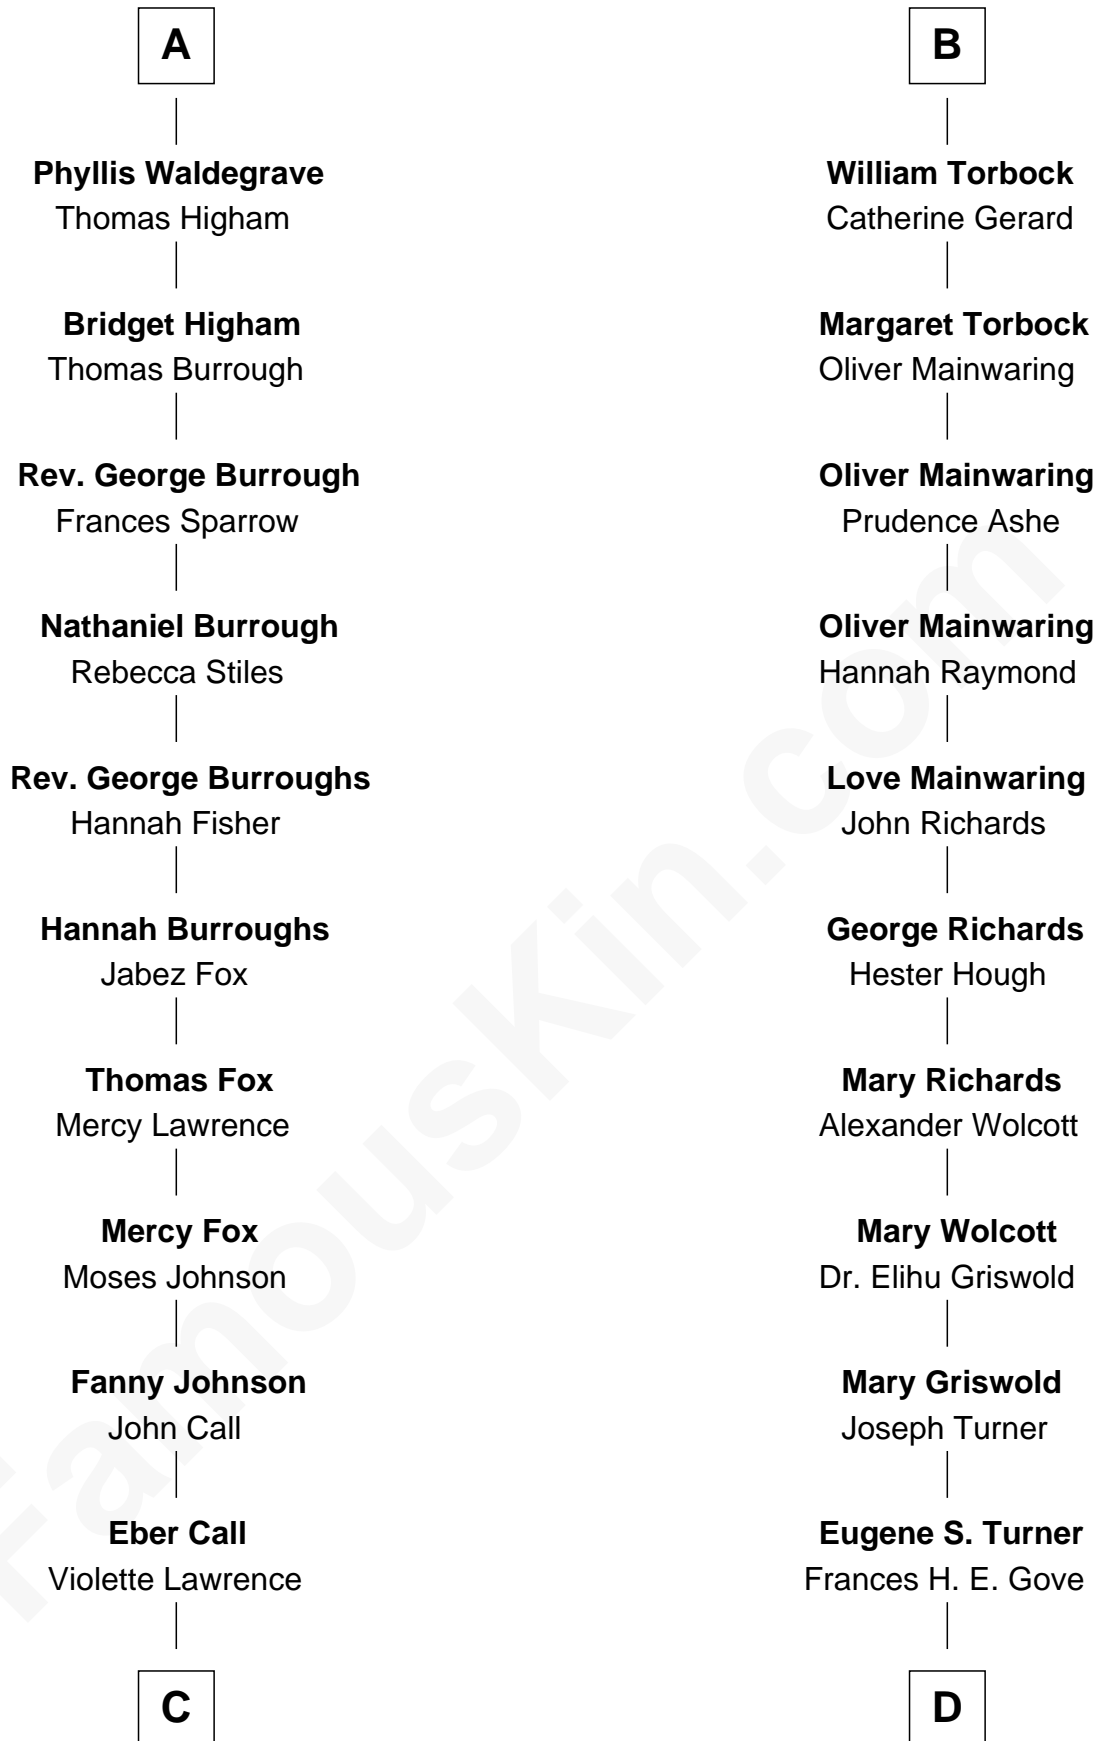 A
Phyllis Waldegrave
Thomas Higham
Bridget Higham
Thomas Burrough
Rev. George Burrough
Frances Sparrow
Nathaniel Burrough
Rebecca Stiles
Rev. George Burroughs
Hannah Fisher
Hannah Burroughs
Jabez Fox
Thomas Fox
Mercy Lawrence
Mercy Fox
Moses Johnson
Fanny Johnson
John Call
Eber Call
Violette Lawrence
C
B
William Torbock
Catherine Gerard
Margaret Torbock
Oliver Mainwaring
Oliver Mainwaring
Prudence Ashe
Oliver Mainwaring
Hannah Raymond
Love Mainwaring
John Richards
George Richards
Hester Hough
Mary Richards
Alexander Wolcott
Mary Wolcott
Dr. Elihu Griswold
Mary Griswold
Joseph Turner
Eugene S. Turner
Frances H. E. Gove
D
FamousKin.com